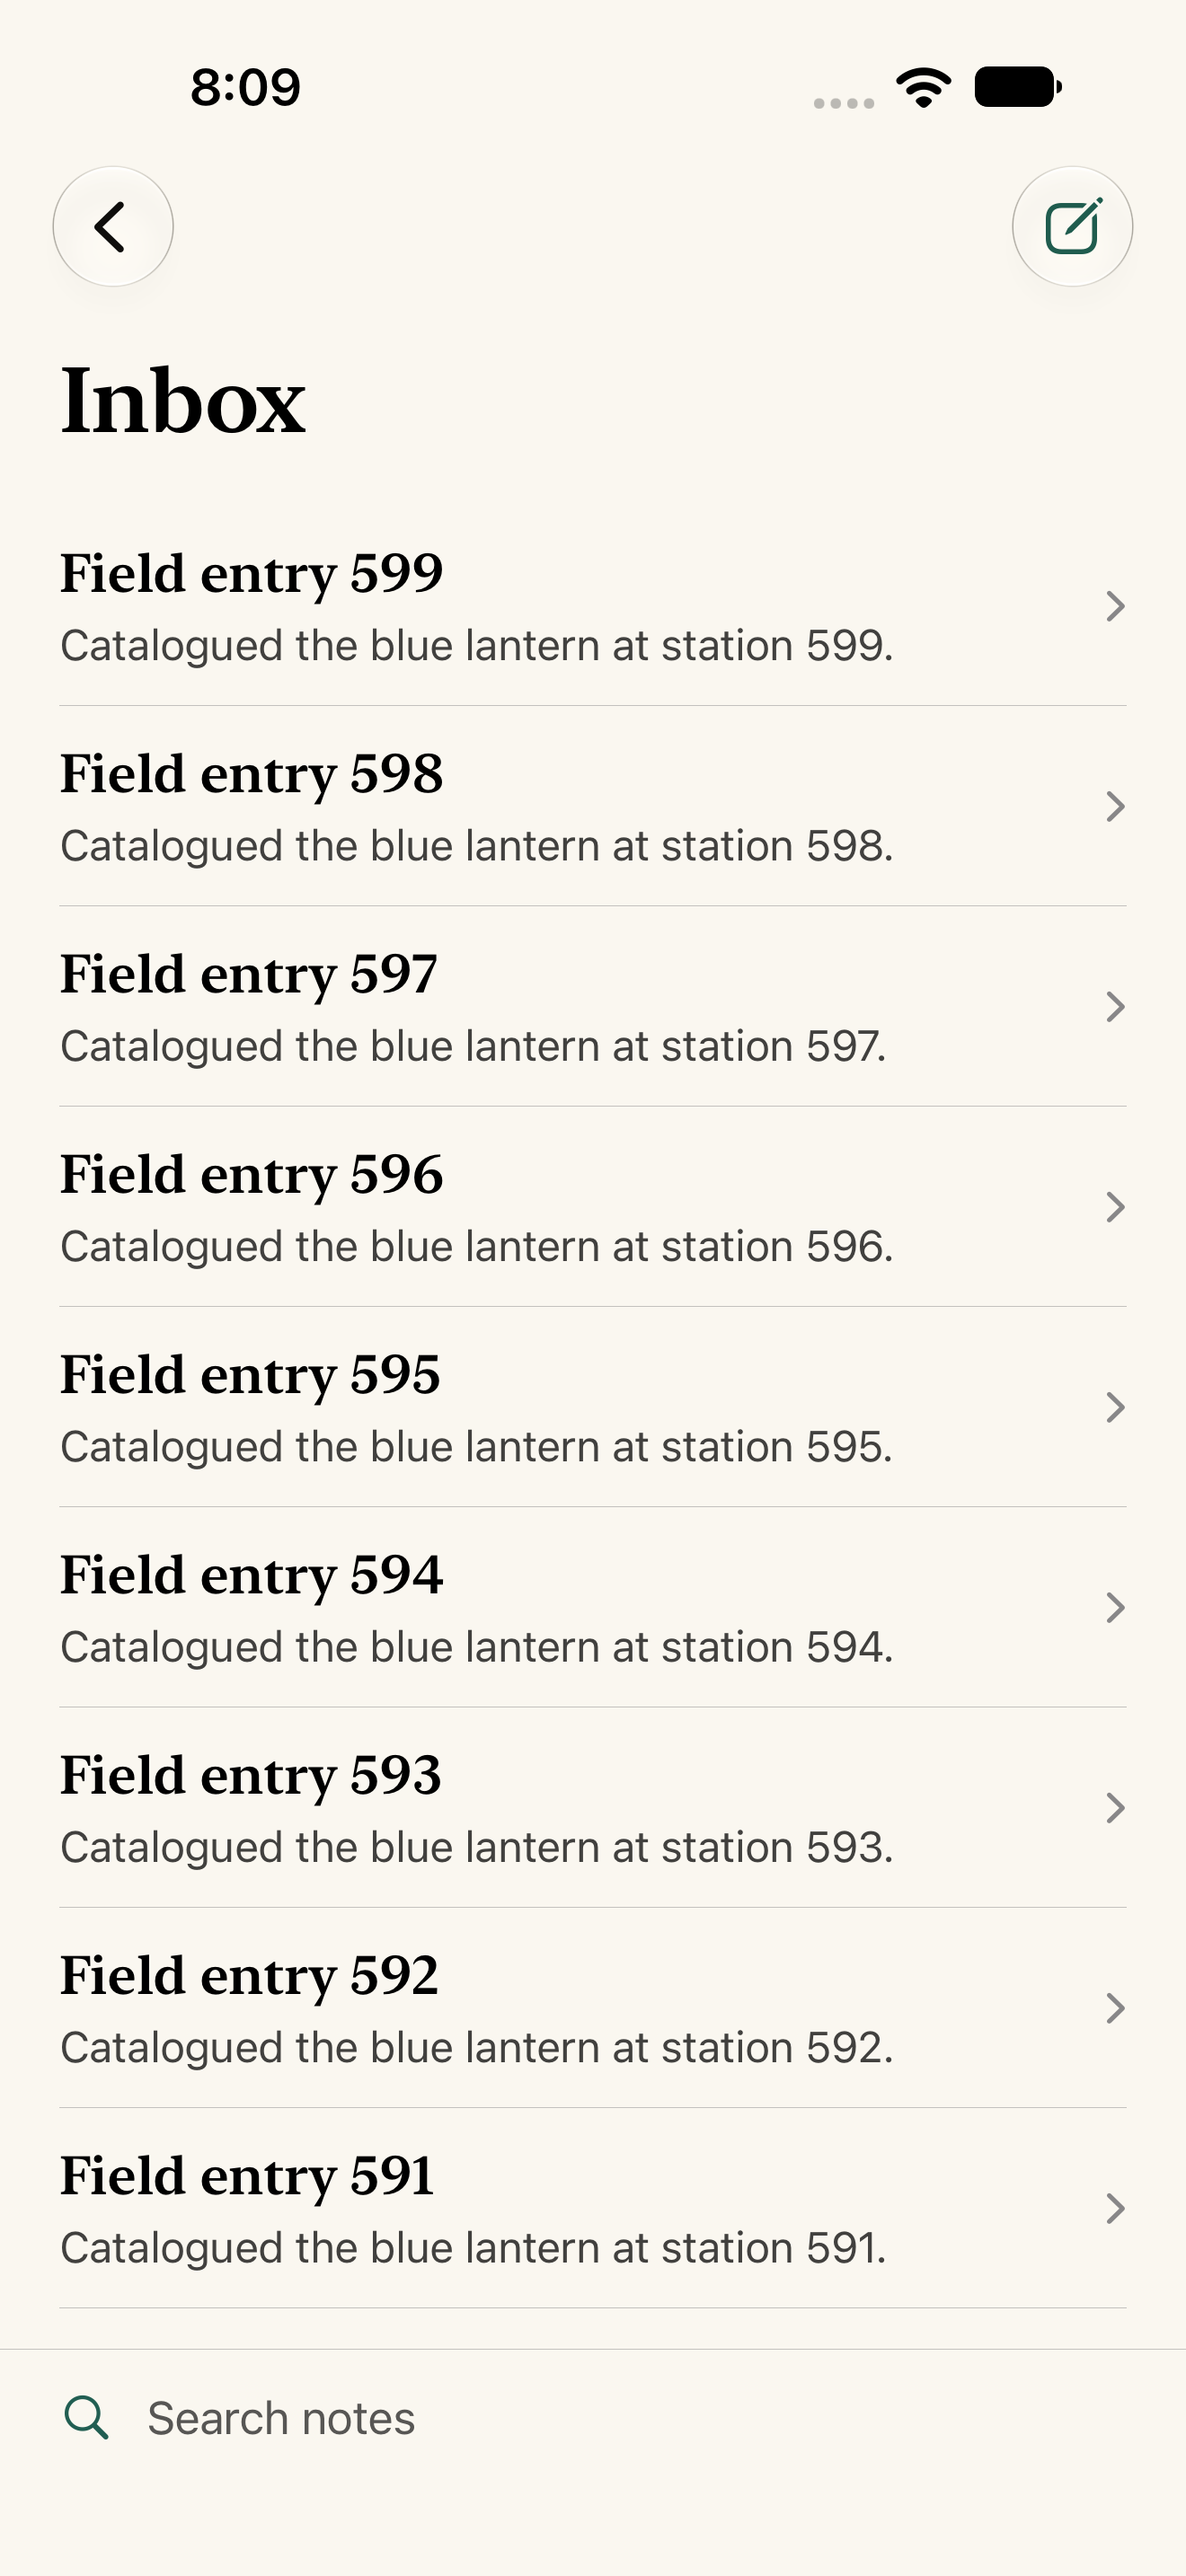 8:09
Inbox
Field entry 599
Catalogued the blue lantern at station 599.
Field entry 598
Catalogued the blue lantern at station 598.
Field entry 597
Catalogued the blue lantern at station 597.
Field entry 596
Catalogued the blue lantern at station 596.
Field entry 595
Catalogued the blue lantern at station 595.
Field entry 594
Catalogued the blue lantern at station 594.
Field entry 593
Catalogued the blue lantern at station 593.
Field entry 592
Catalogued the blue lantern at station 592.
Field entry 591
Catalogued the blue lantern at station 591.
Search notes